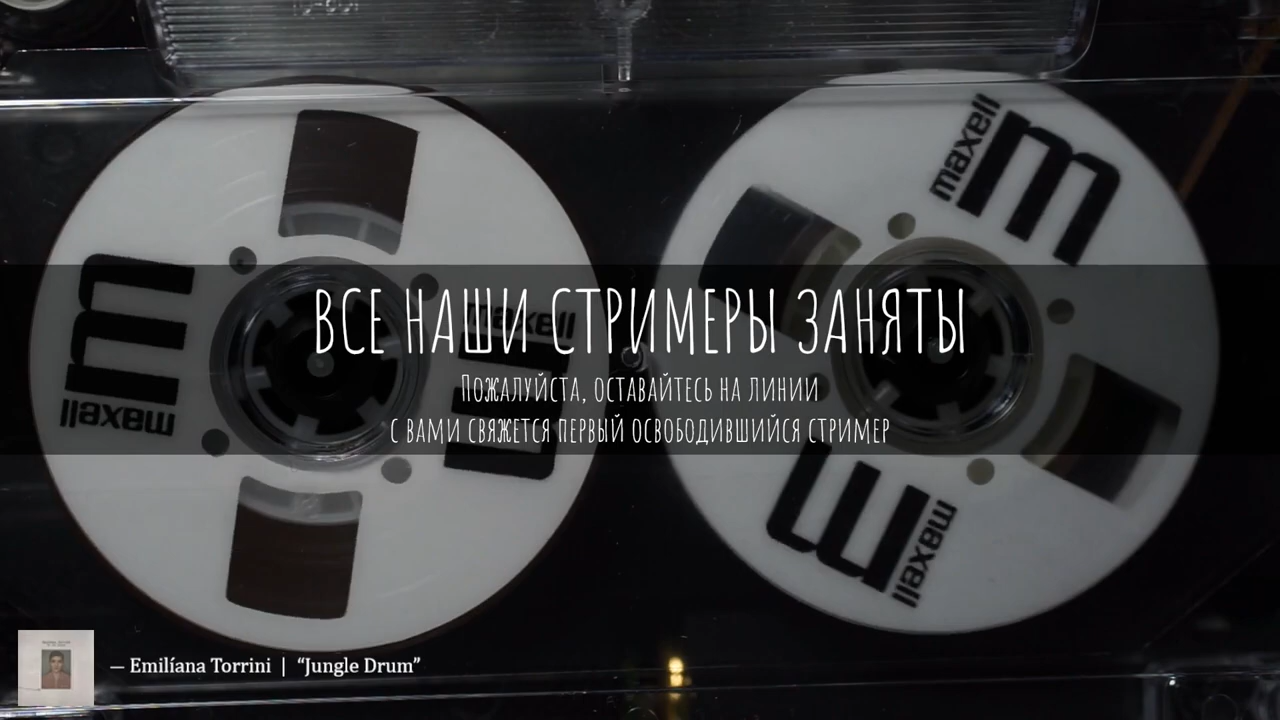 maxell
maxell
ВСЕ НАШИ СТРИМЕРЫ ЗАНЯТЫ
Пожалуйста, оставайтесь на линии
с вами свяжется первый освободившийся стример
maxell
maxell
— Emilíana Torrini | “Jungle Drum”